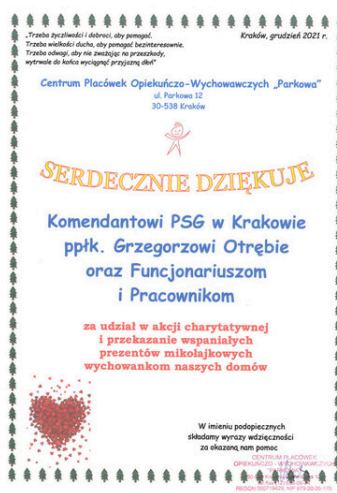 „Trzeba życzliwości i dobroci, aby pomagać.
Kraków, grudzień 2021 r.
Trzeba wielkości ducha, aby pomagać bezinteresownie.
Trzeba odwagi, aby nie zważając na przeszkody,
wytrwale do końca wyciągnąć przyjazną dłoń”
Centrum Placówek Opiekuńczo-Wychowawczych „Parkowa”
ul. Parkowa 12
30-538 Kraków
SERDECZNIE DZIĘKUJE
Komendantowi PSG w Krakowie
ppłk. Grzegorzowi Otrębie
oraz Funcjonariuszom
i Pracownikom
za udział w akcji charytatywnej
i przekazanie wspaniałych
prezentów mikołajkowych
wychowankom naszych domów
W imieniu podopiecznych
składamy wyrazy wdzięczności
za okazaną nam pomoc
CENTRUM PLACÓWEK
OPIEKUŃCZO - WYCHOWAWCZYCH